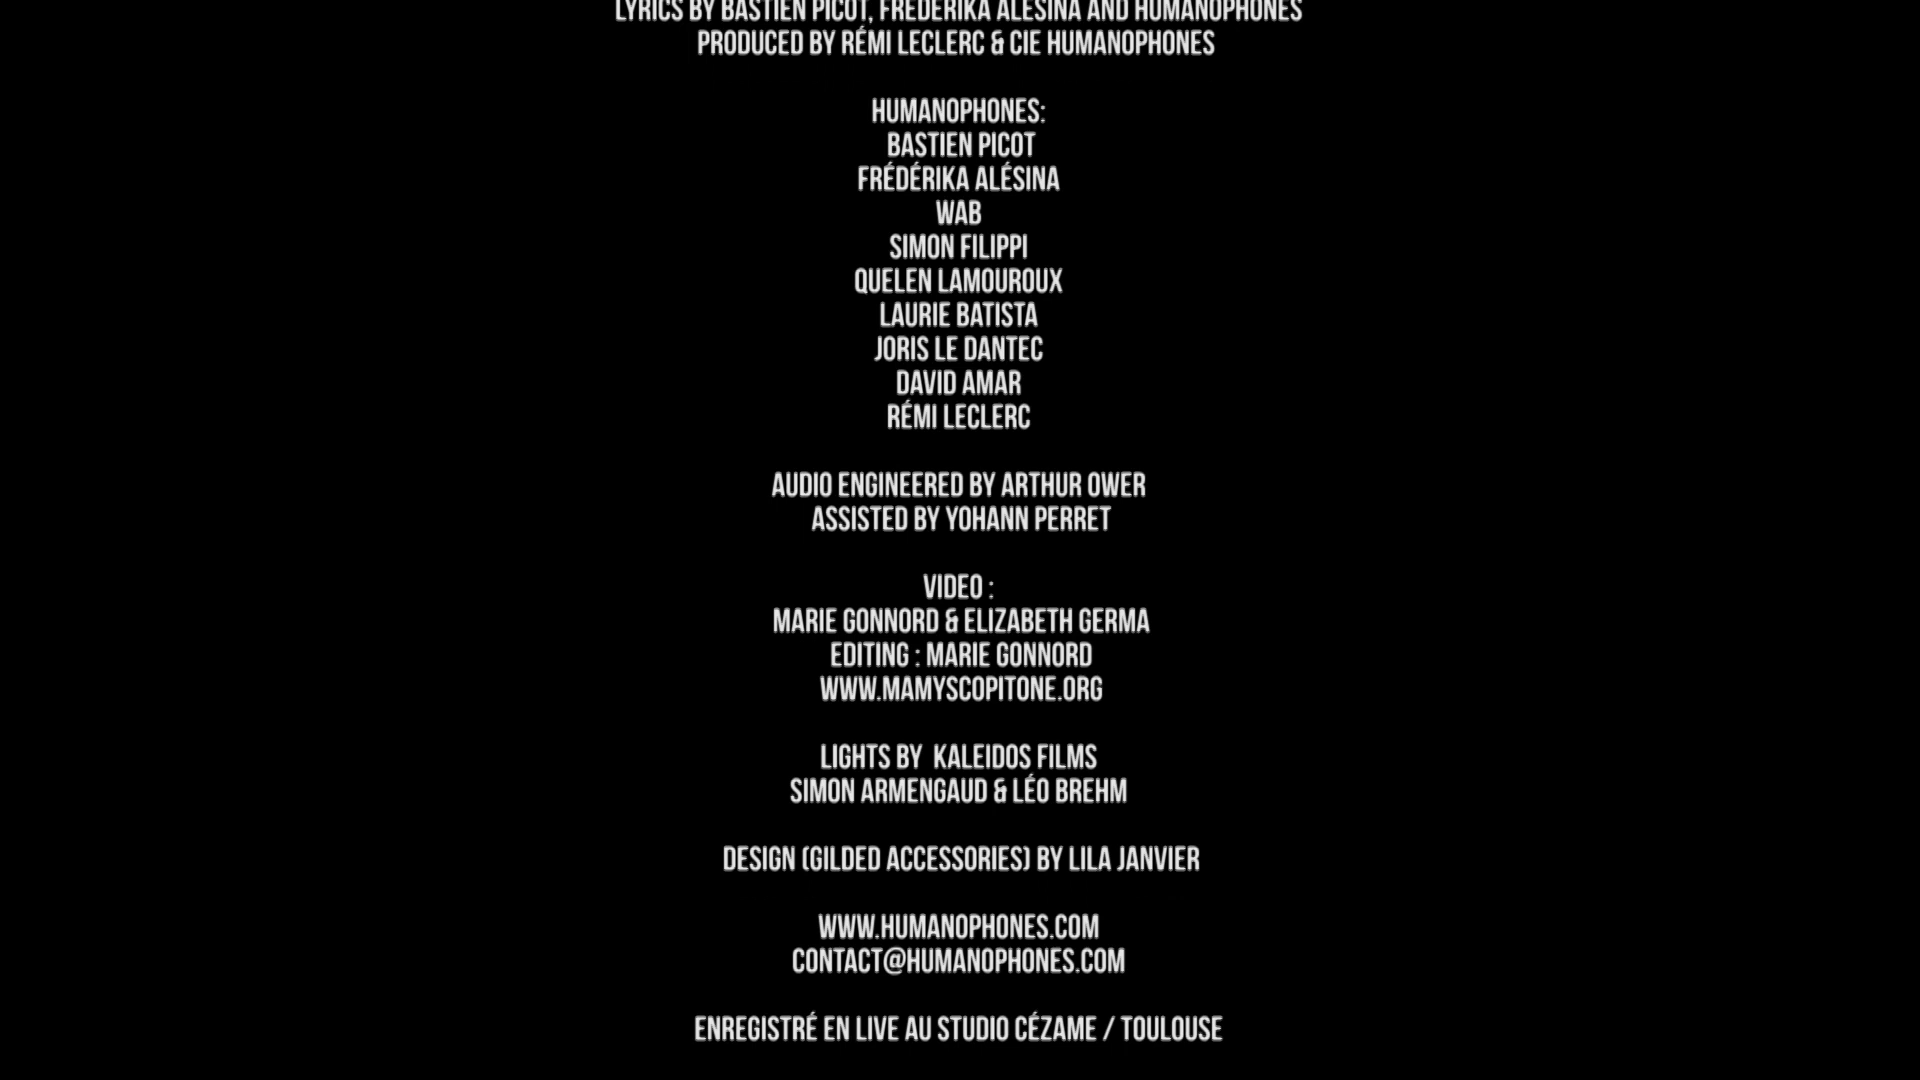 LYRICS BY BASTIEN PICOT, FRÉDÉRIKA ALÉSINA AND HUMANOPHONES
PRODUCED BY RÉMI LECLERC & CIE HUMANOPHONES
HUMANOPHONES:
BASTIEN PICOT
FRÉDÉRIKA ALÉSINA
WAB
SIMON FILIPPI
QUELEN LAMOUROUX
LAURIE BATISTA
JORIS LE DANTEC
DAVID AMAR
RÉMI LECLERC
AUDIO ENGINEERED BY ARTHUR OWER
ASSISTED BY YOHANN PERRET
VIDEO :
MARIE GONNORD & ELIZABETH GERMA
EDITING : MARIE GONNORD
WWW.MAMYSCOPITONE.ORG
LIGHTS BY KALEIDOS FILMS
SIMON ARMENGAUD & LÉO BREHM
DESIGN (GILDED ACCESSORIES) BY LILA JANVIER
WWW.HUMANOPHONES.COM
CONTACT@HUMANOPHONES.COM
ENREGISTRÉ EN LIVE AU STUDIO CÉZAME / TOULOUSE